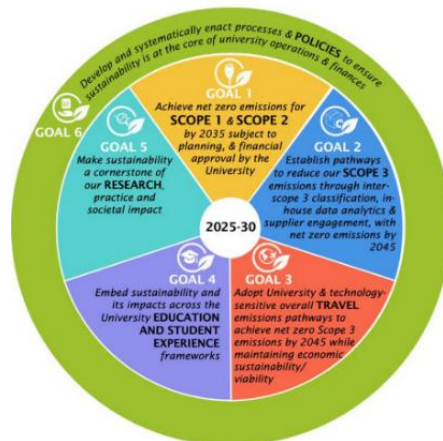 Develop and systematically enact processes & POLICIES to ensure
sustainability is at the core of university operations & finances
GOAL 6
GOAL 1
Achieve net zero emissions for
SCOPE 1 & SCOPE 2
by 2035 subject to
planning, & financial
approval by the
University
GOAL 2
Establish pathways
to reduce our SCOPE 3
emissions through inter-
scope 3 classification, in-
house data analytics &
supplier engagement, with
net zero emissions by
2045
GOAL 3
Adopt University & technology-
sensitive overall TRAVEL
emissions pathways to
achieve net zero Scope 3
emissions by 2045 while
maintaining economic
sustainability/
viability
GOAL 4
Embed sustainability and
its impacts across the
University EDUCATION
AND STUDENT
EXPERIENCE
frameworks
GOAL 5
Make sustainability
a cornerstone of
our RESEARCH,
practice and
societal impact
2025-30